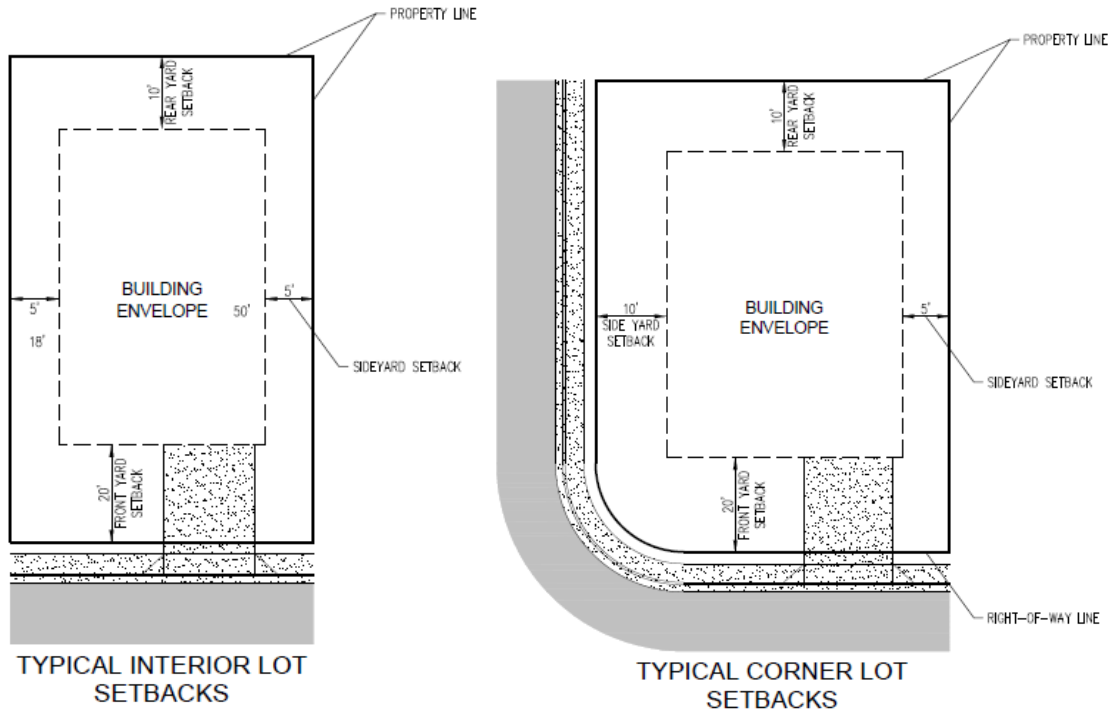 PROPERTY LINE
10'
REAR YARD
SETBACK
BUILDING
ENVELOPE
5'
18'
50'
5'
SIDEYARD SETBACK
20'
FRONT YARD
SETBACK
TYPICAL INTERIOR LOT
SETBACKS
PROPERTY LINE
10'
REAR YARD
SETBACK
BUILDING
ENVELOPE
10'
SIDE YARD
SETBACK
5'
SIDEYARD SETBACK
20'
FRONT YARD
SETBACK
RIGHT-OF-WAY LINE
TYPICAL CORNER LOT
SETBACKS